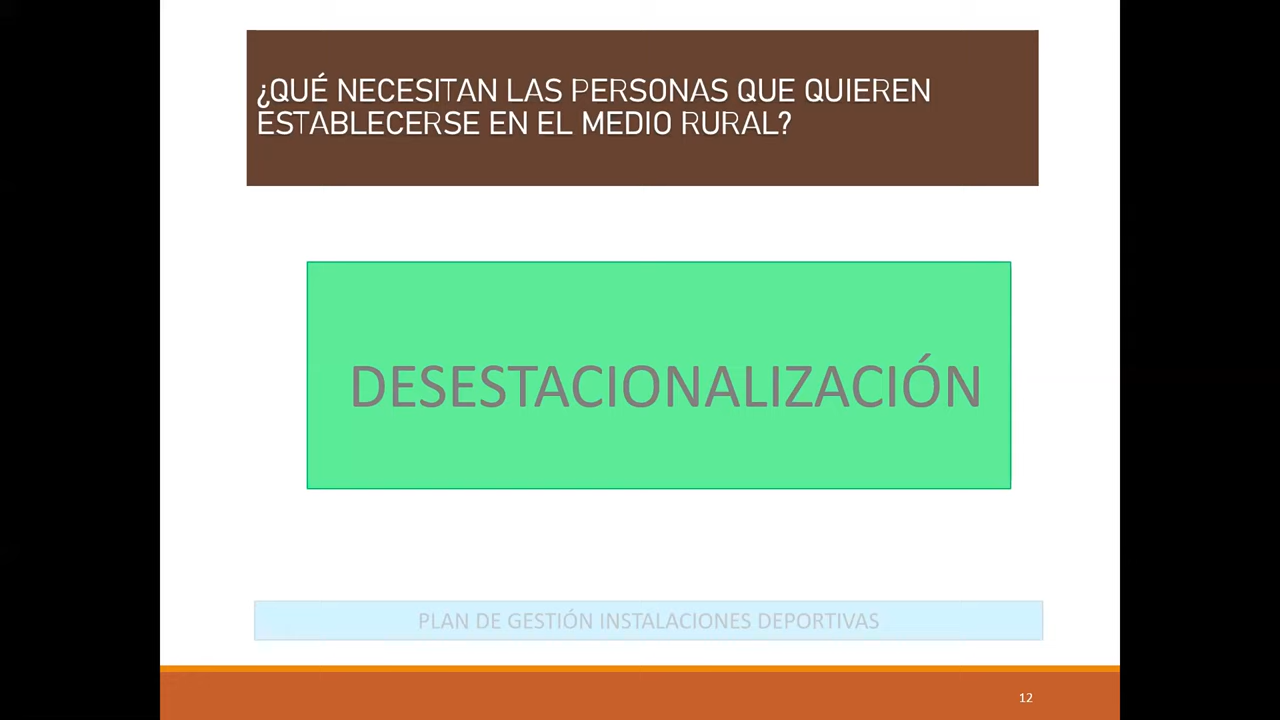 ¿QUÉ NECESITAN LAS PERSONAS QUE QUIEREN
ESTABLECERSE EN EL MEDIO RURAL?
DESESTACIONALIZACIÓN
PLAN DE GESTIÓN INSTALACIONES DEPORTIVAS
12